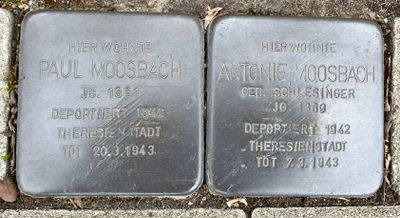 HIER WOHNTE
PAUL MOOSBACH
JG.
DEPORTIERT 1942
THERESIENSTADT
TOT 20.3.1943
HIER WOHNTE
ANTONIE MOOSBACH
GEB. SCHLESINGER
JG. 1869
DEPORTIERT 1942
THERESIENSTADT
TOT 7.3.1943